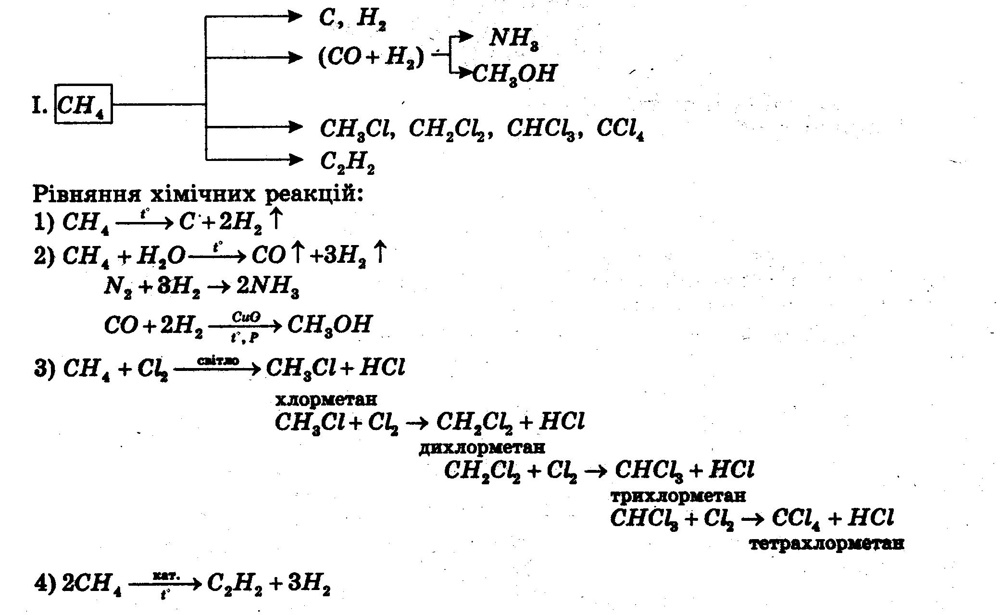 C, H₂
(CO + H₂)
NH₃
CH₃OH
I. CH₄
CH₃Cl, CH₂Cl₂, CHCl₃, CCl₄
C₂H₂
Рівняння хімічних реакцій:
1) CH₄ —t°→ C + 2H₂ ↑
2) CH₄ + H₂O —t°→ CO ↑ +3H₂ ↑
N₂ + 3H₂ → 2NH₃
CO + 2H₂ —CuO / t°, P→ CH₃OH
3) CH₄ + Cl₂ —світло→ CH₃Cl + HCl
хлорметан
CH₃Cl + Cl₂ → CH₂Cl₂ + HCl
дихлорметан
CH₂Cl₂ + Cl₂ → CHCl₃ + HCl
трихлорметан
CHCl₃ + Cl₂ → CCl₄ + HCl
тетрахлорметан
4) 2CH₄ —кат. / t°→ C₂H₂ + 3H₂